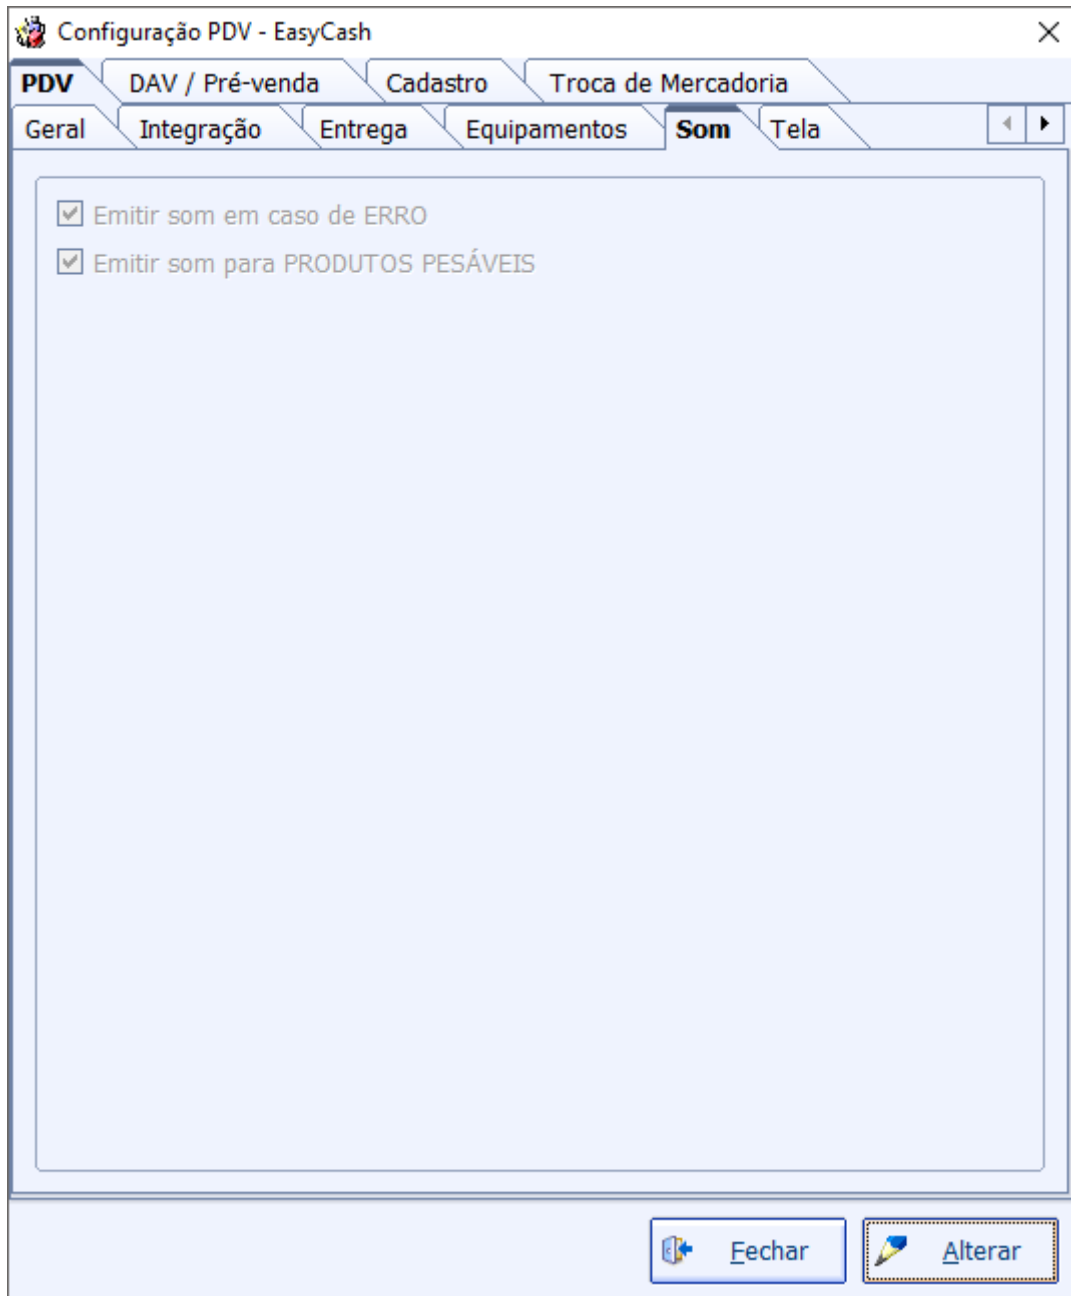 Configuração PDV - EasyCash
PDV DAV / Pré-venda Cadastro Troca de Mercadoria
Geral Integração Entrega Equipamentos Som Tela
Emitir som em caso de ERRO
Emitir som para PRODUTOS PESÁVEIS
Fechar Alterar